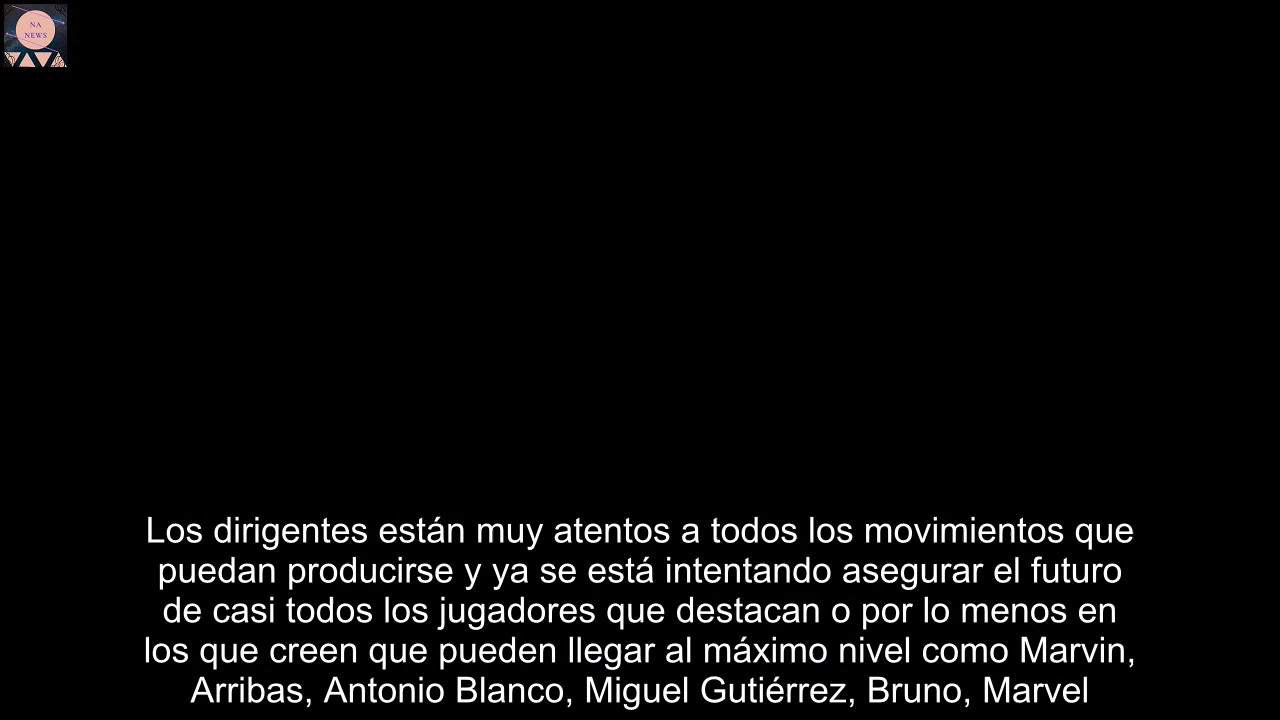 NA
NEWS
Los dirigentes están muy atentos a todos los movimientos que
puedan producirse y ya se está intentando asegurar el futuro
de casi todos los jugadores que destacan o por lo menos en
los que creen que pueden llegar al máximo nivel como Marvin,
Arribas, Antonio Blanco, Miguel Gutiérrez, Bruno, Marvel